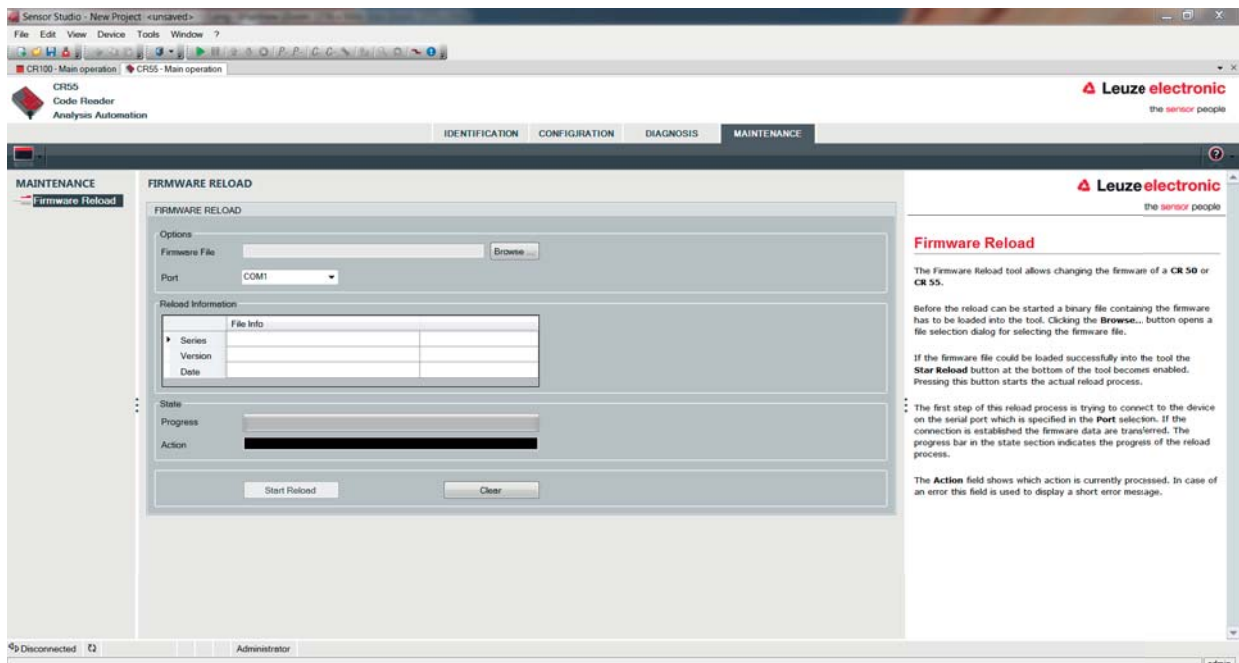 Sensor Studio - New Project <unsaved>
File Edit View Device Tools Window ?
CR100 - Main operation CR55 - Main operation
CR55
Code Reader
Analysis Automation
Leuze electronic
the sensor people
IDENTIFICATION CONFIGURATION DIAGNOSIS MAINTENANCE
MAINTENANCE
Firmware Reload
FIRMWARE RELOAD
FIRMWARE RELOAD
Options
Firmware File Browse ...
Port COM1
Reload Information
File Info
Series
Version
Date
State
Progress
Action
Start Reload Clear
Leuze electronic
the sensor people
Firmware Reload
The Firmware Reload tool allows changing the firmware of a CR 50 or
CR 55.
Before the reload can be started a binary file containing the firmware
has to be loaded into the tool. Clicking the Browse... button opens a
file selection dialog for selecting the firmware file.
If the firmware file could be loaded successfully into the tool the
Star Reload button at the bottom of the tool becomes enabled.
Pressing this button starts the actual reload process.
The first step of this reload process is trying to connect to the device
on the serial port which is specified in the Port selection. If the
connection is established the firmware data are transferred. The
progress bar in the state section indicates the progress of the reload
process.
The Action field shows which action is currently processed. In case of
an error this field is used to display a short error message.
Disconnected Administrator